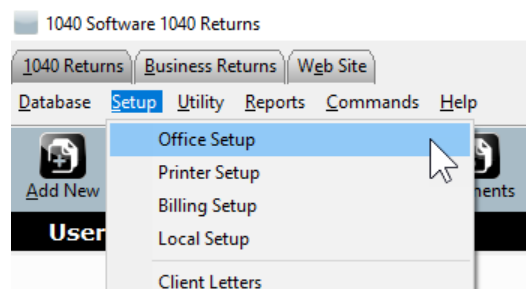 1040 Software 1040 Returns
1040 Returns Business Returns Web Site
Database Setup Utility Reports Commands Help
Office Setup
Printer Setup
Add New
Billing Setup
User
Local Setup
Client Letters